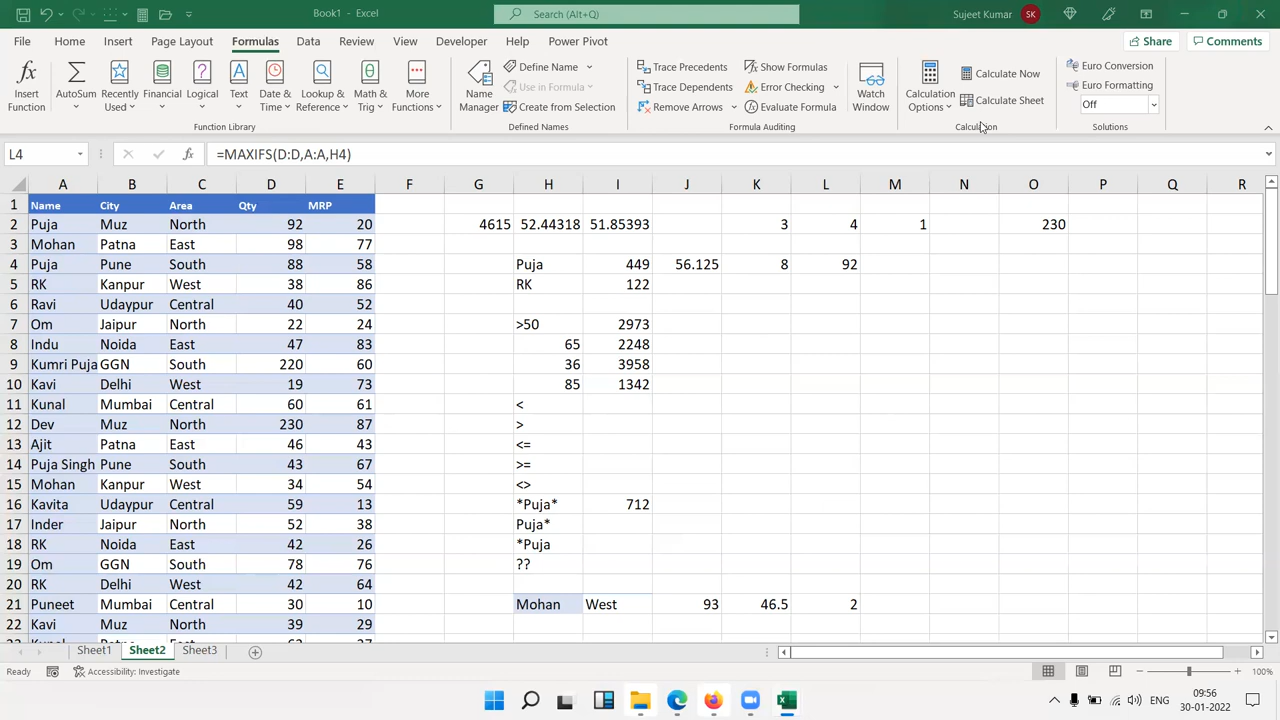 Book1 - Excel
Search (Alt+Q)
Sujeet Kumar SK
File Home Insert Page Layout Formulas Data Review View Developer Help Power Pivot Share Comments
fx Insert Function
AutoSum
Recently Used
Financial
Logical
Text
Date & Time
Lookup & Reference
Math & Trig
More Functions
Function Library
Name Manager
Define Name
Use in Formula
Create from Selection
Defined Names
Trace Precedents
Trace Dependents
Remove Arrows
Show Formulas
Error Checking
Evaluate Formula
Formula Auditing
Watch Window
Calculation Options
Calculate Now
Calculate Sheet
Calculation
Euro Conversion
Euro Formatting
Off
Solutions
L4 fx =MAXIFS(D:D,A:A,H4)
A B C D E F G H I J K L M N O P Q R
1 Name City Area Qty MRP
2 Puja Muz North 92 20 4615 52.44318 51.85393 3 4 1 230
3 Mohan Patna East 98 77
4 Puja Pune South 88 58 Puja 449 56.125 8 92
5 RK Kanpur West 38 86 RK 122
6 Ravi Udaypur Central 40 52
7 Om Jaipur North 22 24 >50 2973
8 Indu Noida East 47 83 65 2248
9 Kumri Puja GGN South 220 60 36 3958
10 Kavi Delhi West 19 73 85 1342
11 Kunal Mumbai Central 60 61 <
12 Dev Muz North 230 87 >
13 Ajit Patna East 46 43 <=
14 Puja Singh Pune South 43 67 >=
15 Mohan Kanpur West 34 54 <>
16 Kavita Udaypur Central 59 13 *Puja* 712
17 Inder Jaipur North 52 38 Puja*
18 RK Noida East 42 26 *Puja
19 Om GGN South 78 76 ??
20 RK Delhi West 42 64
21 Puneet Mumbai Central 30 10 Mohan West 93 46.5 2
22 Kavi Muz North 39 29
Sheet1 Sheet2 Sheet3
Ready Accessibility: Investigate 100%
ENG
09:56
30-01-2022